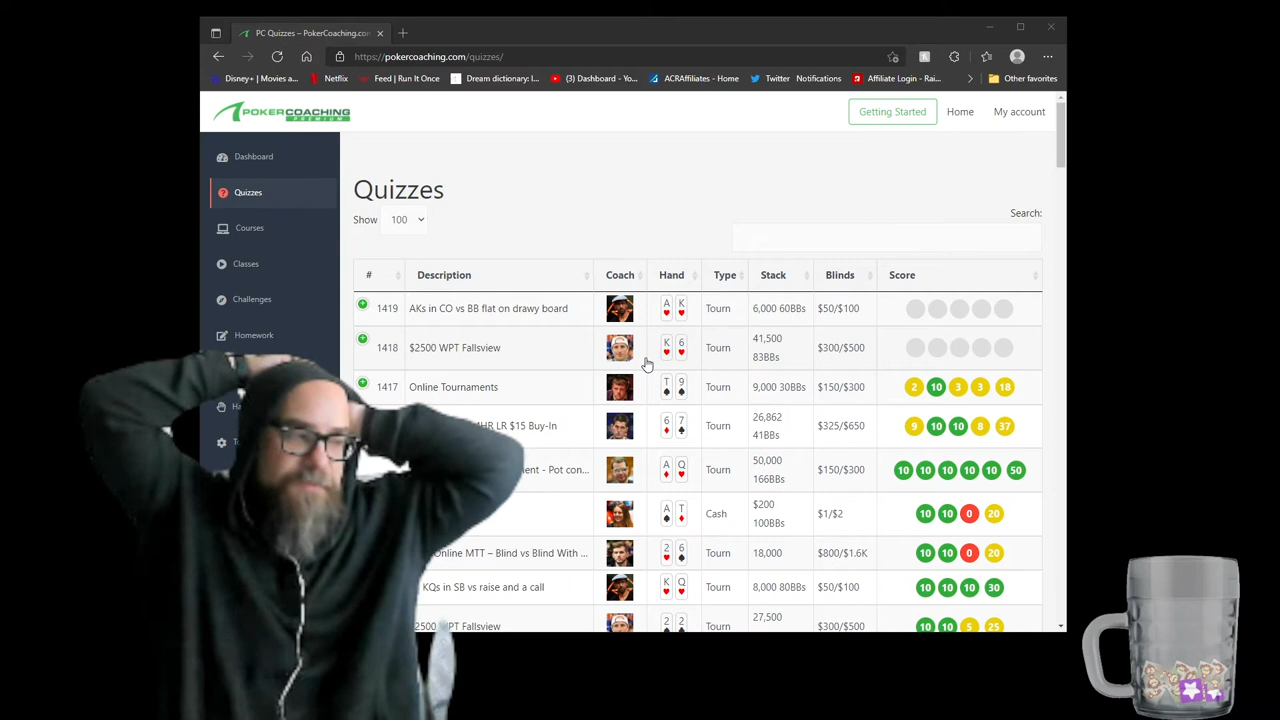 PC Quizzes – PokerCoaching.com
https://pokercoaching.com/quizzes/
Disney+ | Movies a... Netflix Feed | Run It Once Dream dictionary: I... (3) Dashboard - Yo... ACRAffiliates - Home Twitter Notifications Affiliate Login - Rai... Other favorites
POKERCOACHING
PREMIUM
Getting Started Home My account
Dashboard
Quizzes
Courses
Classes
Challenges
Homework
Ha
To
Quizzes
Show 100
Search:
# Description Coach Hand Type Stack Blinds Score
1419 AKs in CO vs BB flat on drawy board A K Tourn 6,000 60BBs $50/$100
1418 $2500 WPT Fallsview K 6 Tourn 41,500 83BBs $300/$500
1417 Online Tournaments T 9 Tourn 9,000 30BBs $150/$300 2 10 3 3 18
4HR LR $15 Buy-In 6 7 Tourn 26,862 41BBs $325/$650 9 10 10 8 37
ment - Pot con... A Q Tourn 50,000 166BBs $150/$300 10 10 10 10 10 50
A T Cash $200 100BBs $1/$2 10 10 0 20
Online MTT – Blind vs Blind With ... 2 6 Tourn 18,000 $800/$1.6K 10 10 0 20
KQs in SB vs raise and a call K Q Tourn 8,000 80BBs $50/$100 10 10 10 30
$2500 WPT Fallsview 2 2 Tourn 27,500 $300/$500 10 10 5 25